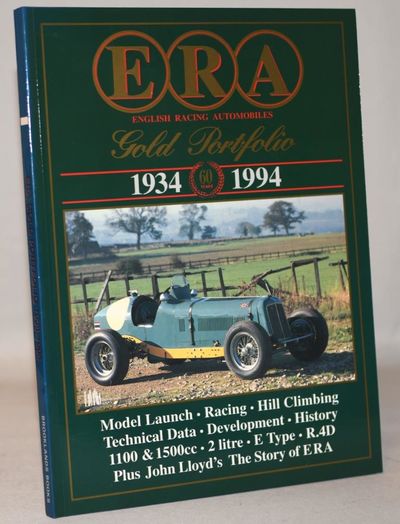 ERA
ENGLISH RACING AUTOMOBILES
Gold Portfolio
1934 60 YEARS 1994
Model Launch · Racing · Hill Climbing
Technical Data · Development · History
1100 & 1500cc · 2 litre · E Type · R.4D
Plus John Lloyd's The Story of ERA
BROOKLANDS BOOKS